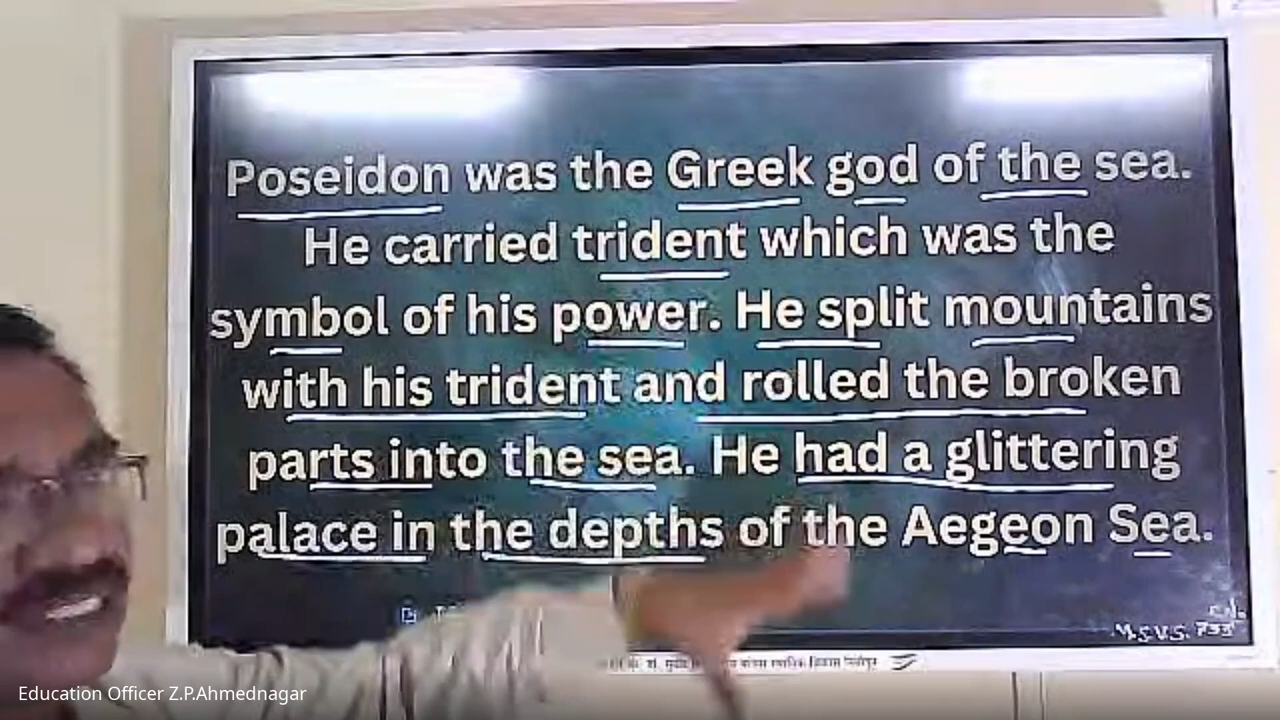 Poseidon was the Greek god of the sea.
He carried trident which was the
symbol of his power. He split mountains
with his trident and rolled the broken
parts into the sea. He had a glittering
palace in the depths of the Aegeon Sea.
M.S.V.S.
Education Officer Z.P.Ahmednagar